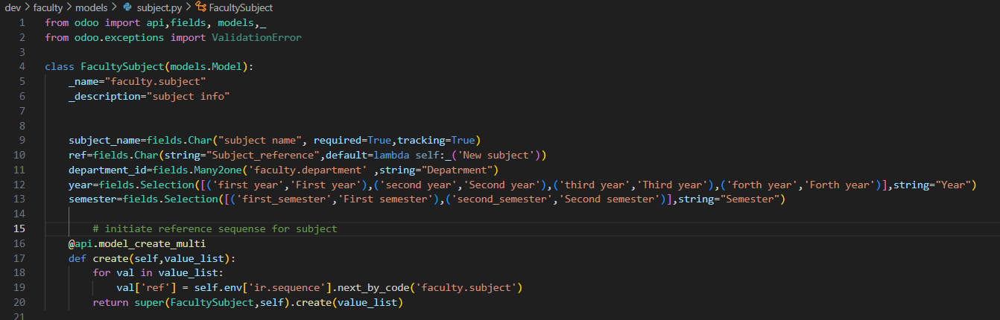 dev > faculty > models > subject.py > FacultySubject
1 from odoo import api,fields, models,_
2 from odoo.exceptions import ValidationError
3
4 class FacultySubject(models.Model):
5     _name="faculty.subject"
6     _description="subject info"
7
8
9     subject_name=fields.Char("subject name", required=True,tracking=True)
10     ref=fields.Char(string="Subject_reference",default=lambda self:_('New subject'))
11     department_id=fields.Many2one('faculty.department' ,string="Depatrment")
12     year=fields.Selection([('first year','First year'),('second year','Second year'),('third year','Third year'),('forth year','Forth year')],string="Year")
13     semester=fields.Selection([('first_semester','First semester'),('second_semester','Second semester')],string="Semester")
14
15         # initiate reference sequense for subject
16     @api.model_create_multi
17     def create(self,value_list):
18         for val in value_list:
19             val['ref'] = self.env['ir.sequence'].next_by_code('faculty.subject')
20         return super(FacultySubject,self).create(value_list)
21